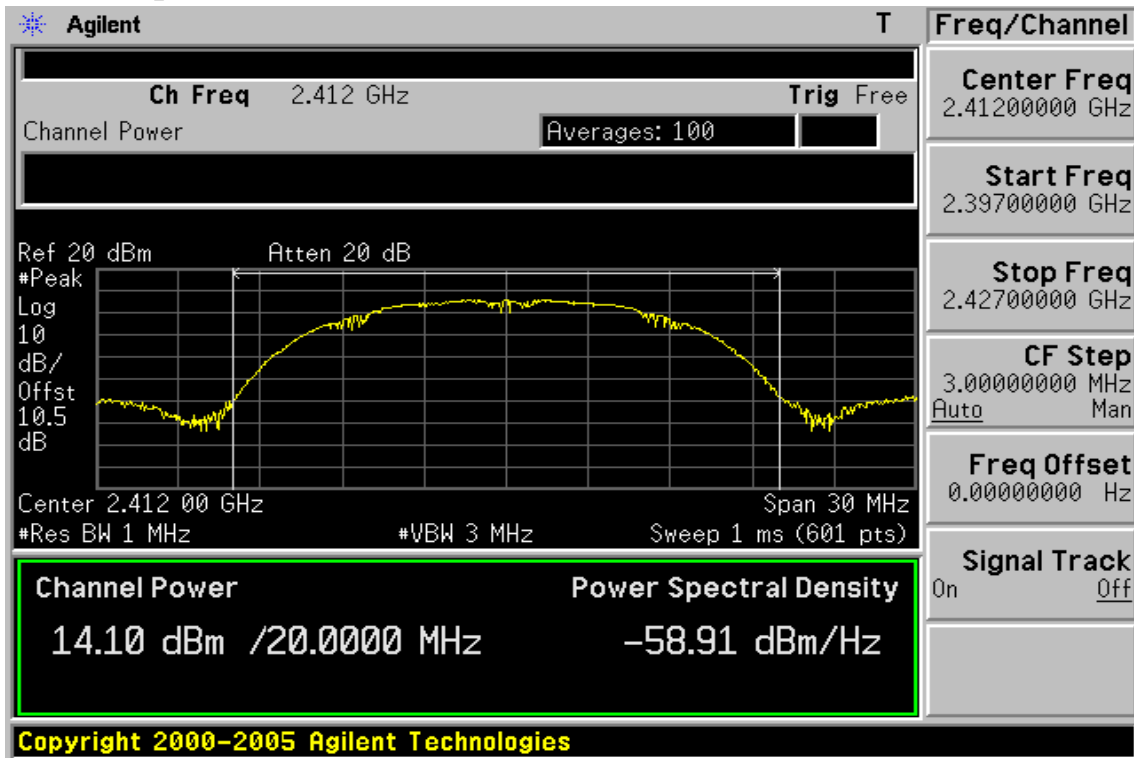 Agilent T
Ch Freq 2.412 GHz Trig Free
Channel Power Averages: 100
Ref 20 dBm Atten 20 dB
#Peak
Log
10
dB/
Offst
10.5
dB
Center 2.412 00 GHz Span 30 MHz
#Res BW 1 MHz #VBW 3 MHz Sweep 1 ms (601 pts)
Channel Power Power Spectral Density
14.10 dBm /20.0000 MHz -58.91 dBm/Hz
Copyright 2000-2005 Agilent Technologies
Freq/Channel
Center Freq
2.41200000 GHz
Start Freq
2.39700000 GHz
Stop Freq
2.42700000 GHz
CF Step
3.00000000 MHz
Auto Man
Freq Offset
0.00000000 Hz
Signal Track
On Off